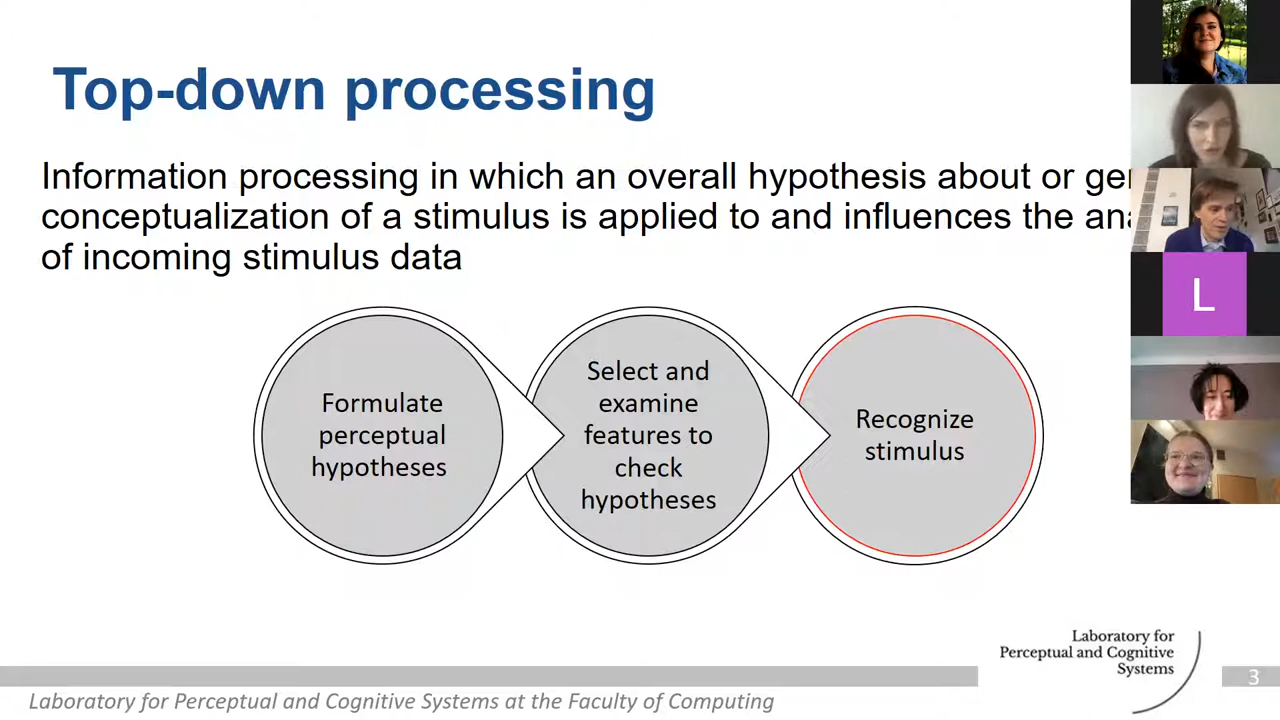 Top-down processing
Information processing in which an overall hypothesis about or
conceptualization of a stimulus is applied to and influences the
of incoming stimulus data
Formulate
perceptual
hypotheses
Select and
examine
features to
check
hypotheses
Recognize
stimulus
L
Laboratory for
Perceptual and Cognitive
Systems
3
Laboratory for Perceptual and Cognitive Systems at the Faculty of Computing